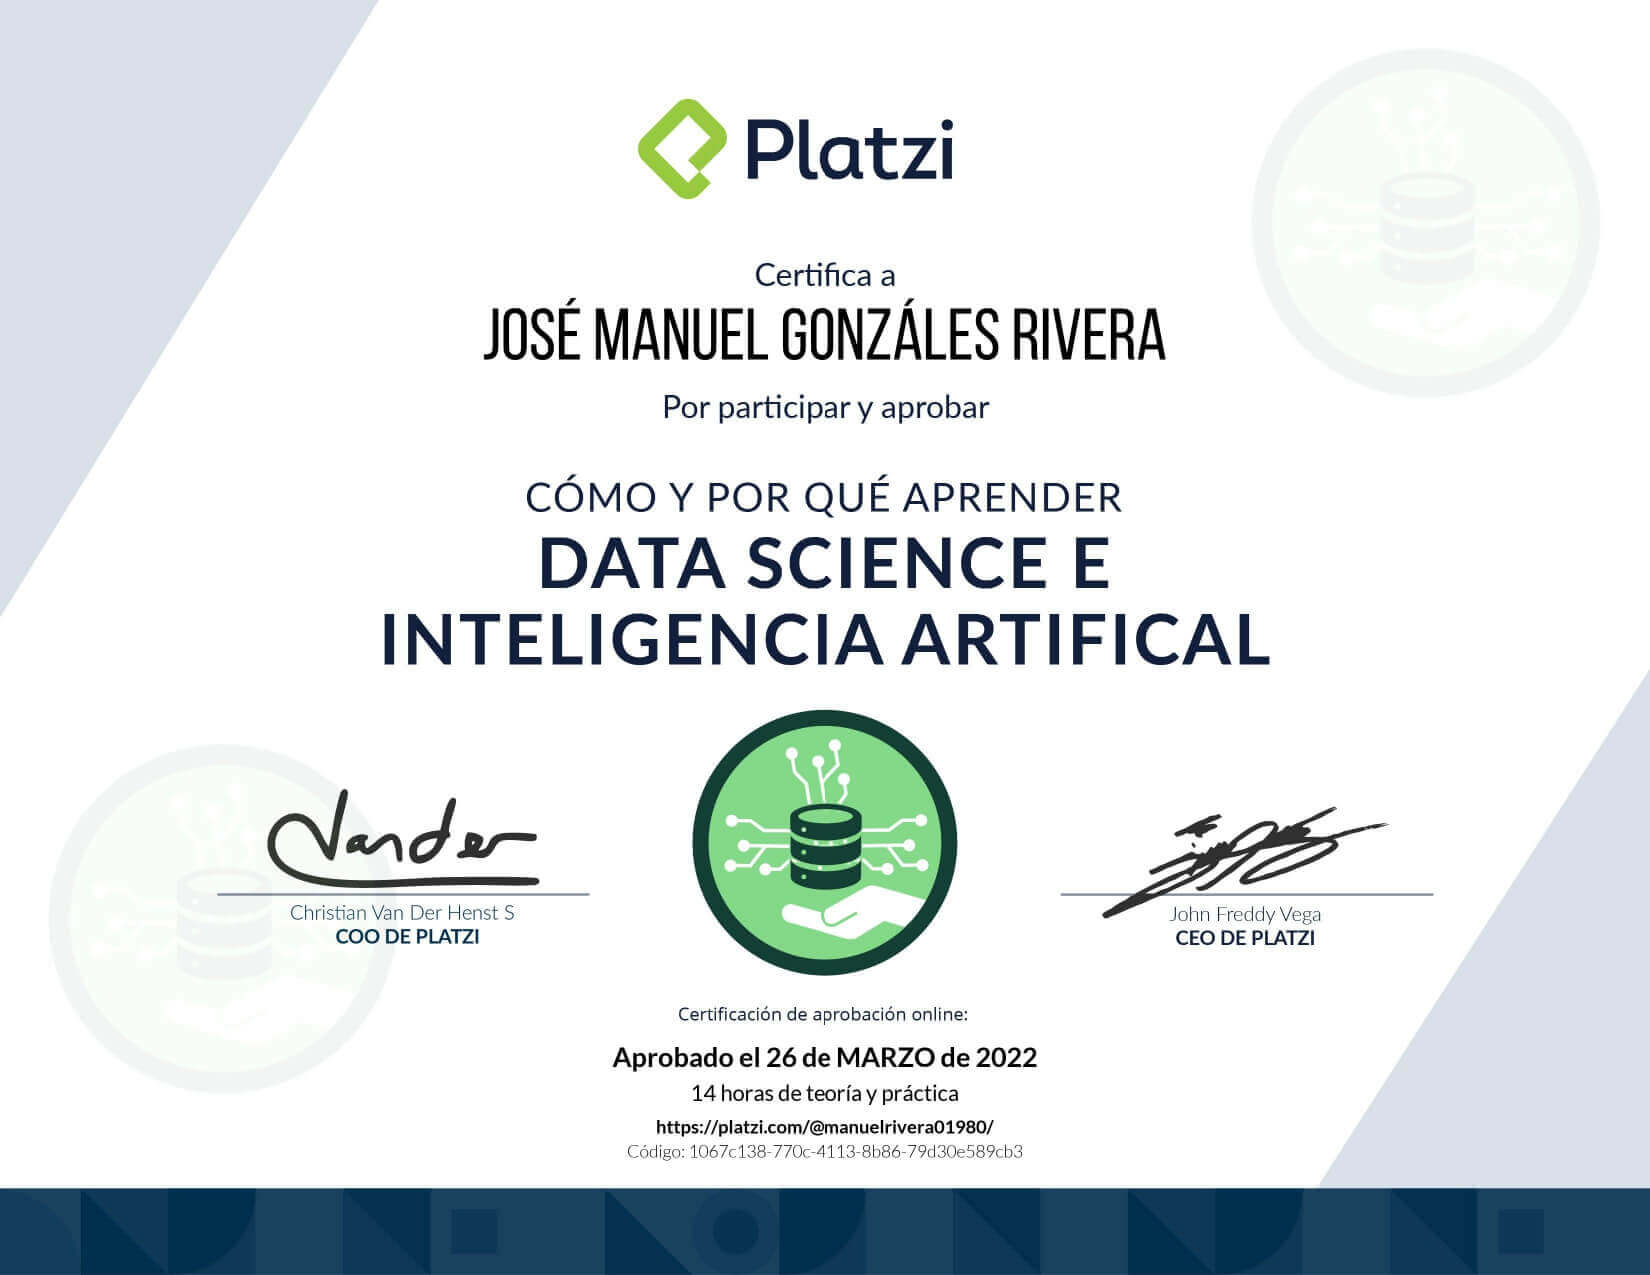 Platzi
Certifica a
JOSÉ MANUEL GONZÁLES RIVERA
Por participar y aprobar
CÓMO Y POR QUÉ APRENDER
DATA SCIENCE E
INTELIGENCIA ARTIFICAL
Vander
Christian Van Der Henst S
COO DE PLATZI
John Freddy Vega
CEO DE PLATZI
Certificación de aprobación online:
Aprobado el 26 de MARZO de 2022
14 horas de teoría y práctica
https://platzi.com/@manuelrivera01980/
Código: 1067c138-770c-4113-8b86-79d30e589cb3